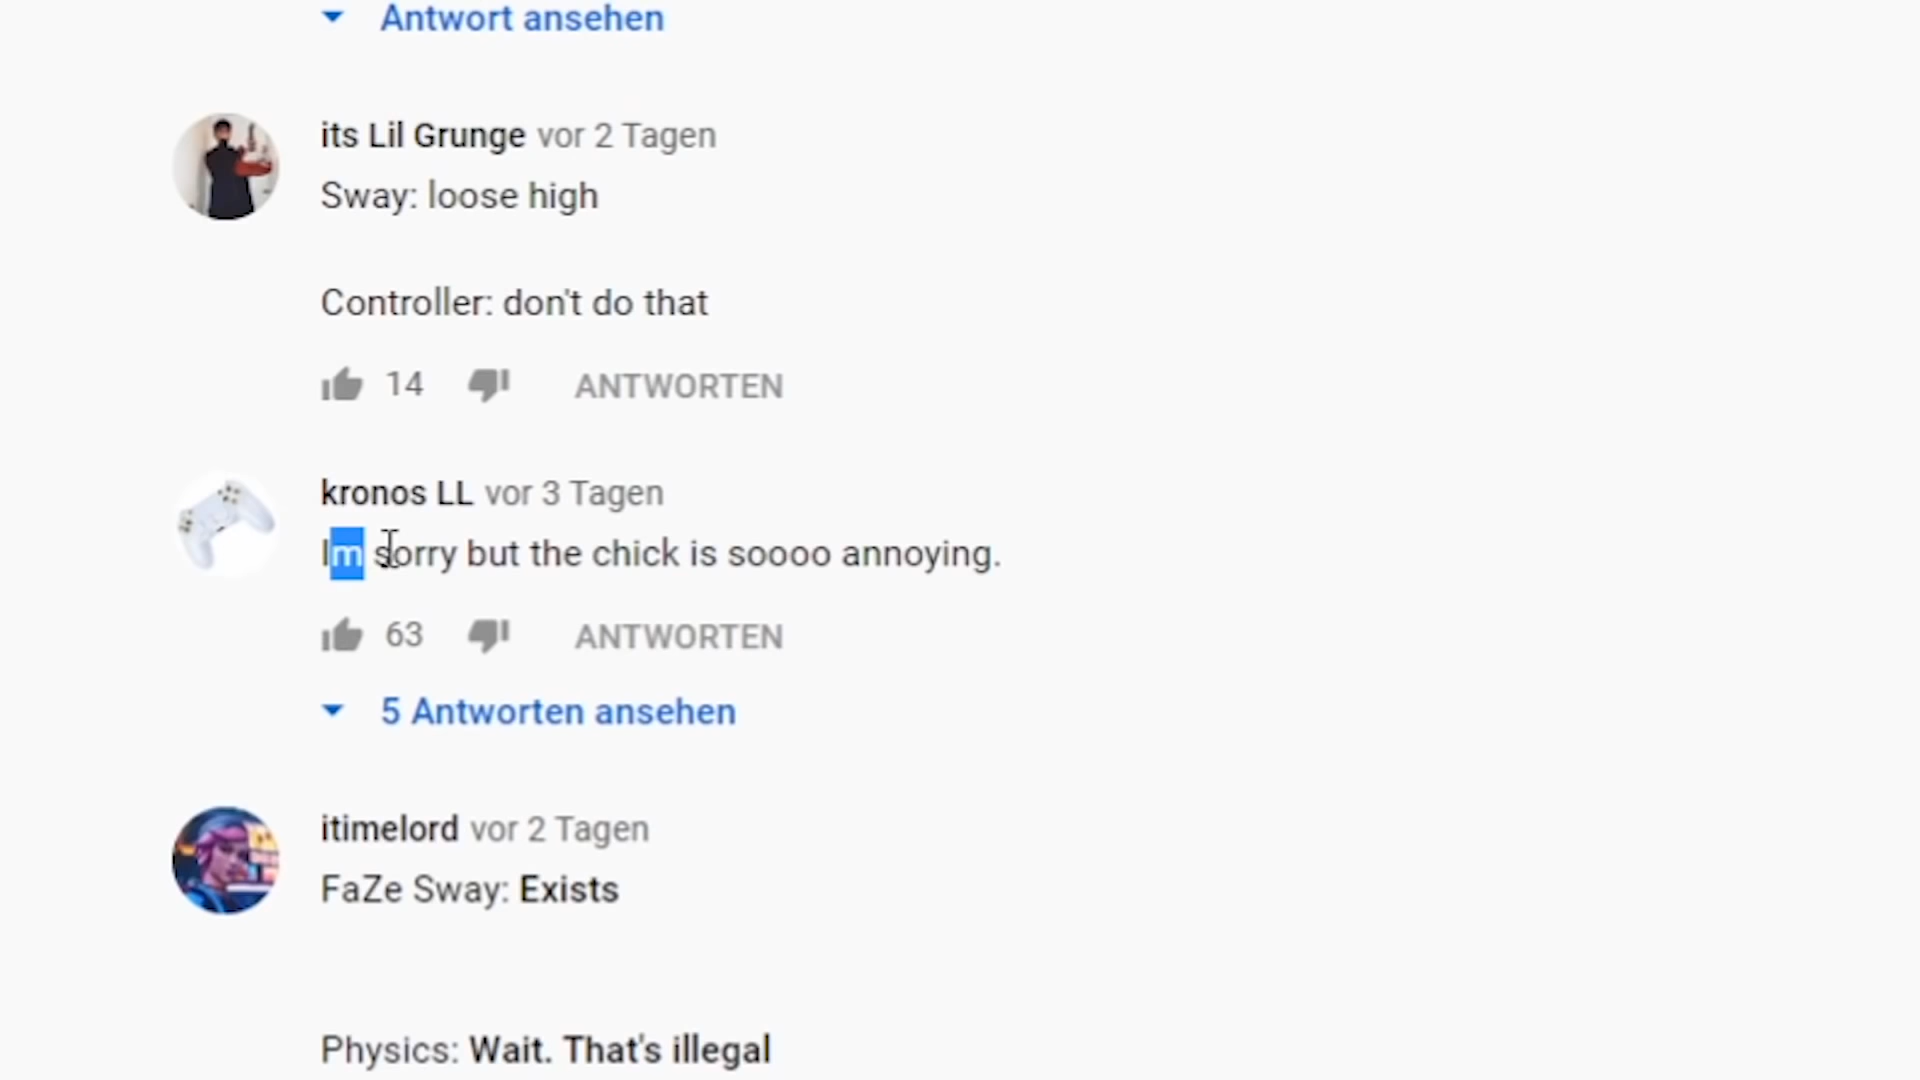 Antwort ansehen
its Lil Grunge vor 2 Tagen
Sway: loose high
Controller: don't do that
14 ANTWORTEN
kronos LL vor 3 Tagen
Im sorry but the chick is soooo annoying.
63 ANTWORTEN
5 Antworten ansehen
itimelord vor 2 Tagen
FaZe Sway: Exists
Physics: Wait. That's illegal